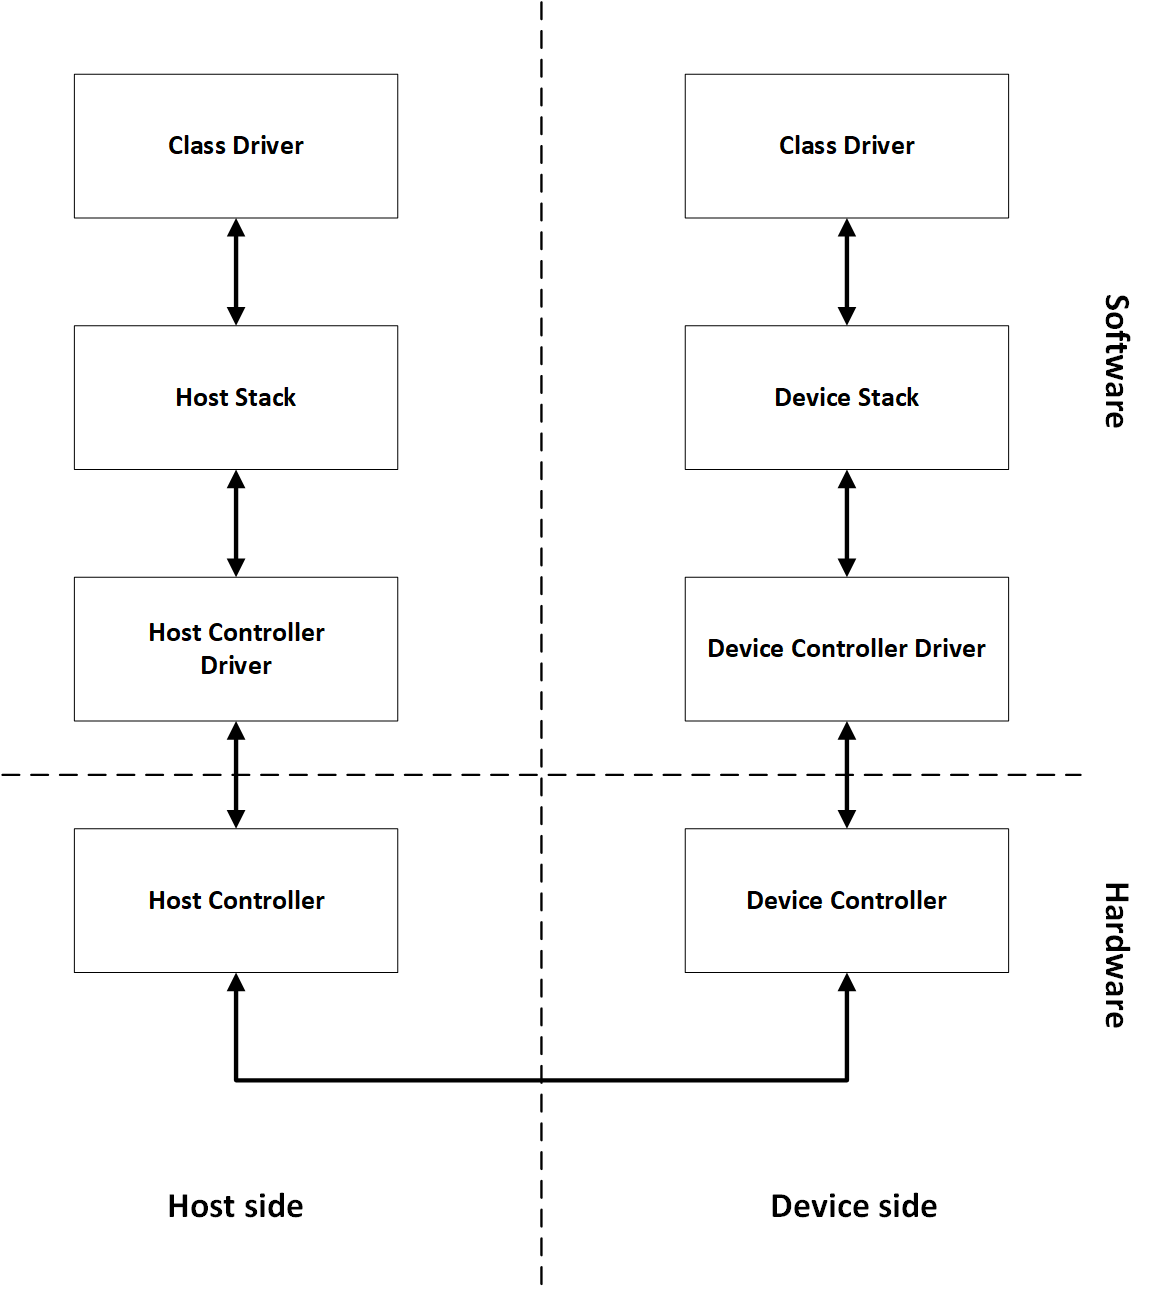 Class Driver
Class Driver
Host Stack
Device Stack
Software
Host Controller
Driver
Device Controller Driver
Host Controller
Device Controller
Hardware
Host side
Device side